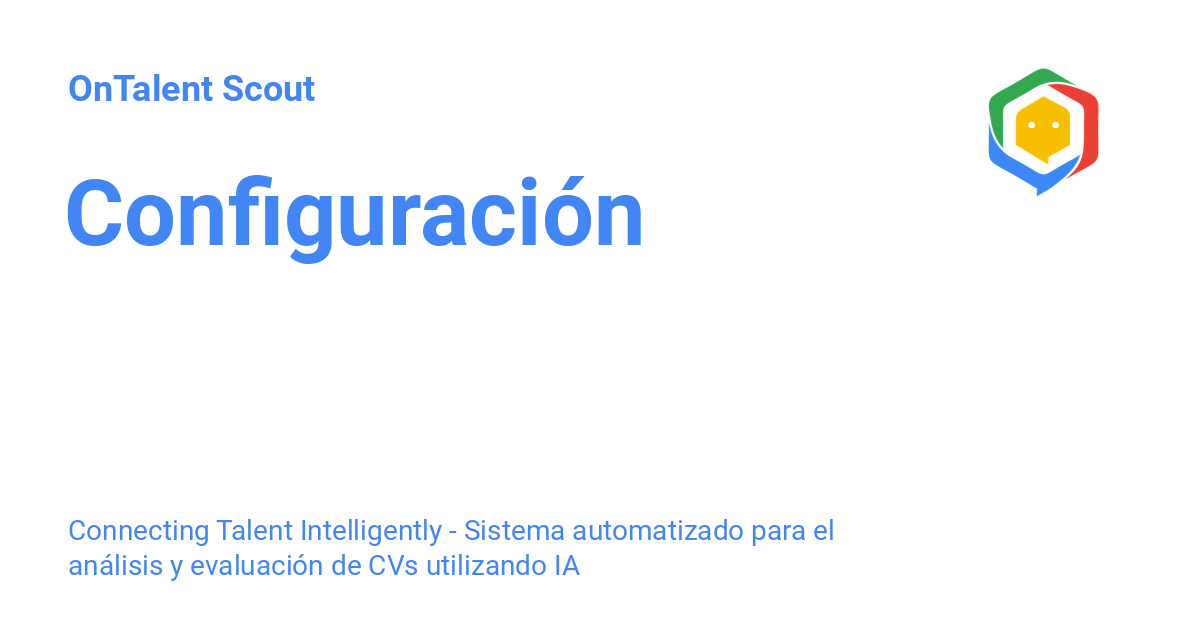 OnTalent Scout
Configuración
Connecting Talent Intelligently - Sistema automatizado para el
análisis y evaluación de CVs utilizando IA